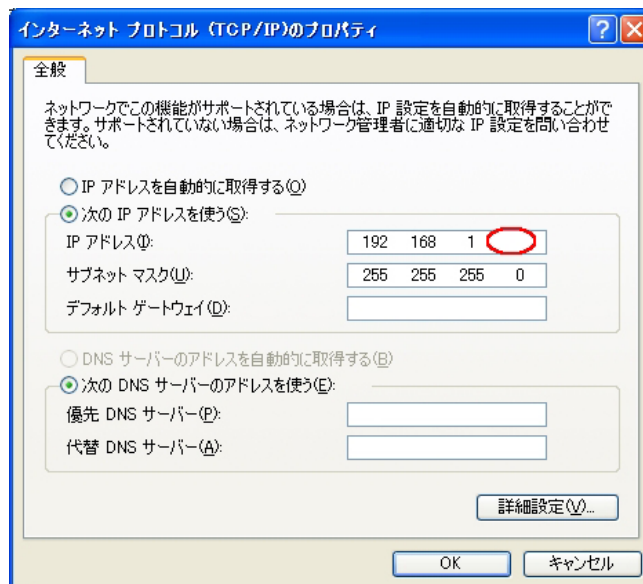 インターネット プロトコル (TCP/IP)のプロパティ
全般
ネットワークでこの機能がサポートされている場合は、IP 設定を自動的に取得することがで
きます。サポートされていない場合は、ネットワーク管理者に適切な IP 設定を問い合わせ
てください。
IP アドレスを自動的に取得する(O)
次の IP アドレスを使う(S):
IP アドレス(I): 192 168 1
サブネット マスク(U): 255 255 255 0
デフォルト ゲートウェイ(D):
DNS サーバーのアドレスを自動的に取得する(B)
次の DNS サーバーのアドレスを使う(E):
優先 DNS サーバー(P):
代替 DNS サーバー(A):
詳細設定(V)...
OK キャンセル